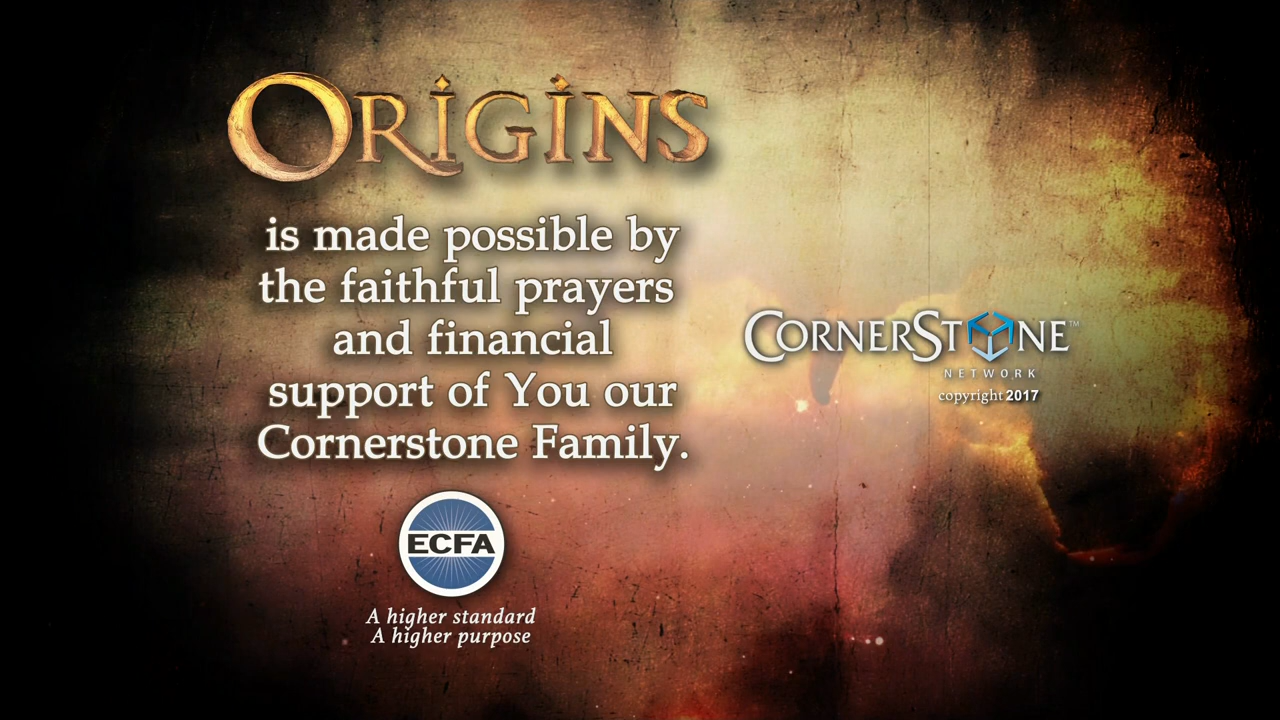 ORIGINS
is made possible by
the faithful prayers
and financial
support of You our
Cornerstone Family.
ECFA
A higher standard
A higher purpose
CORNERSTONE™
NETWORK
copyright 2017